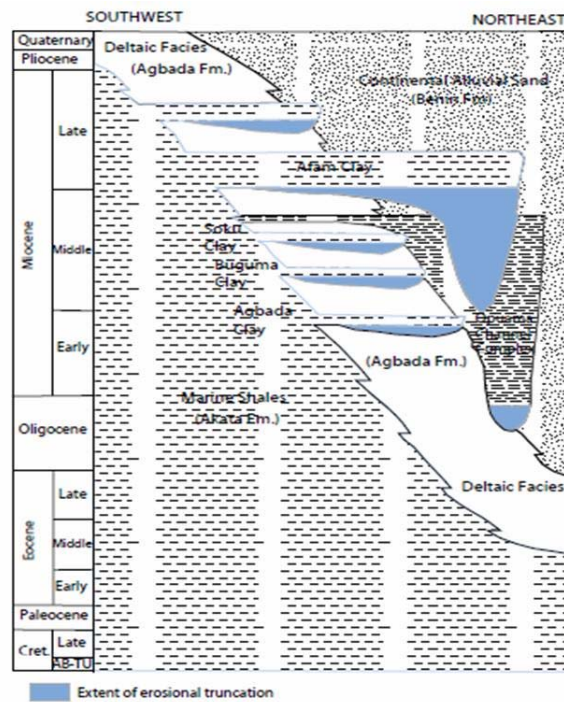 SOUTHWEST
NORTHEAST
Quaternary
Pliocene
Miocene
Late
Middle
Early
Oligocene
Eocene
Late
Middle
Early
Paleocene
Cret.
Late
AB-TU
Deltaic Facies
(Agbada Fm.)
Continental Alluvial Sand
(Benin Fm)
Afam Clay
Soku
Clay
Buguma
Clay
Agbada
Clay
(Agbada Fm.)
Marine Shales
(Akata Fm.)
Deltaic Facies
Extent of erosional truncation